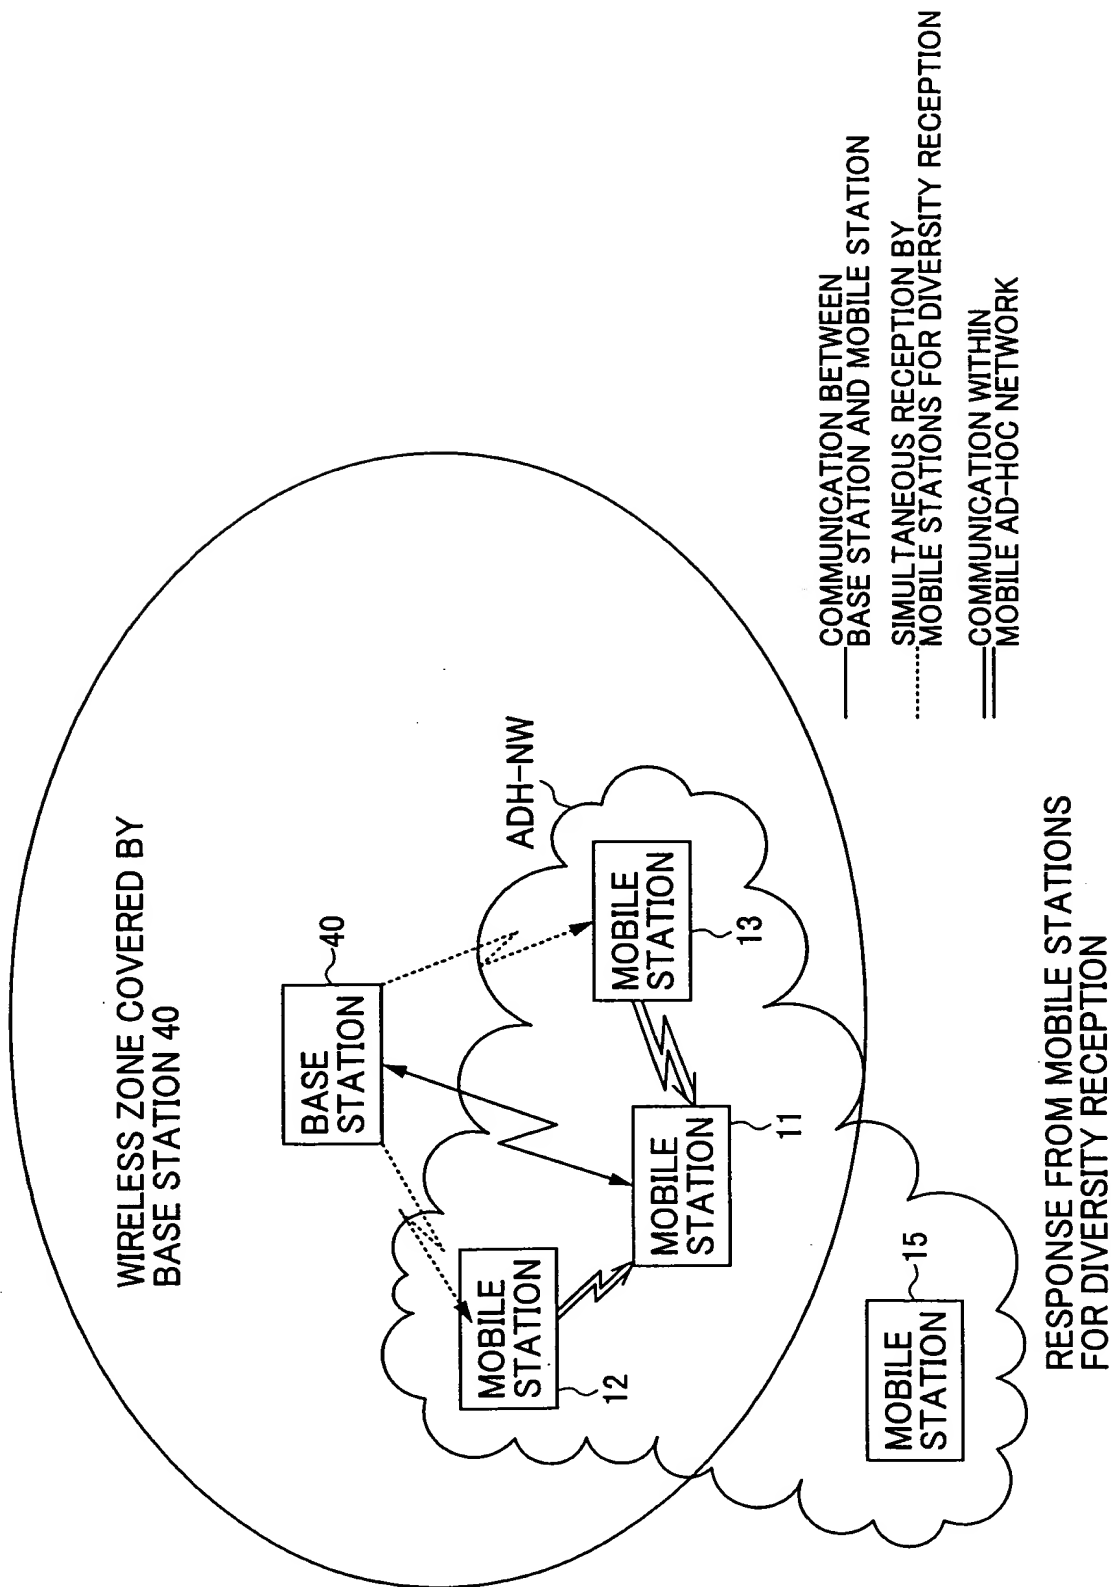 WIRELESS ZONE COVERED BY
BASE STATION 40
40
BASE
STATION
ADH-NW
MOBILE
STATION
12
MOBILE
STATION
11
MOBILE
STATION
13
MOBILE
STATION
15
COMMUNICATION BETWEEN
BASE STATION AND MOBILE STATION
SIMULTANEOUS RECEPTION BY
MOBILE STATIONS FOR DIVERSITY RECEPTION
COMMUNICATION WITHIN
MOBILE AD-HOC NETWORK
RESPONSE FROM MOBILE STATIONS
FOR DIVERSITY RECEPTION